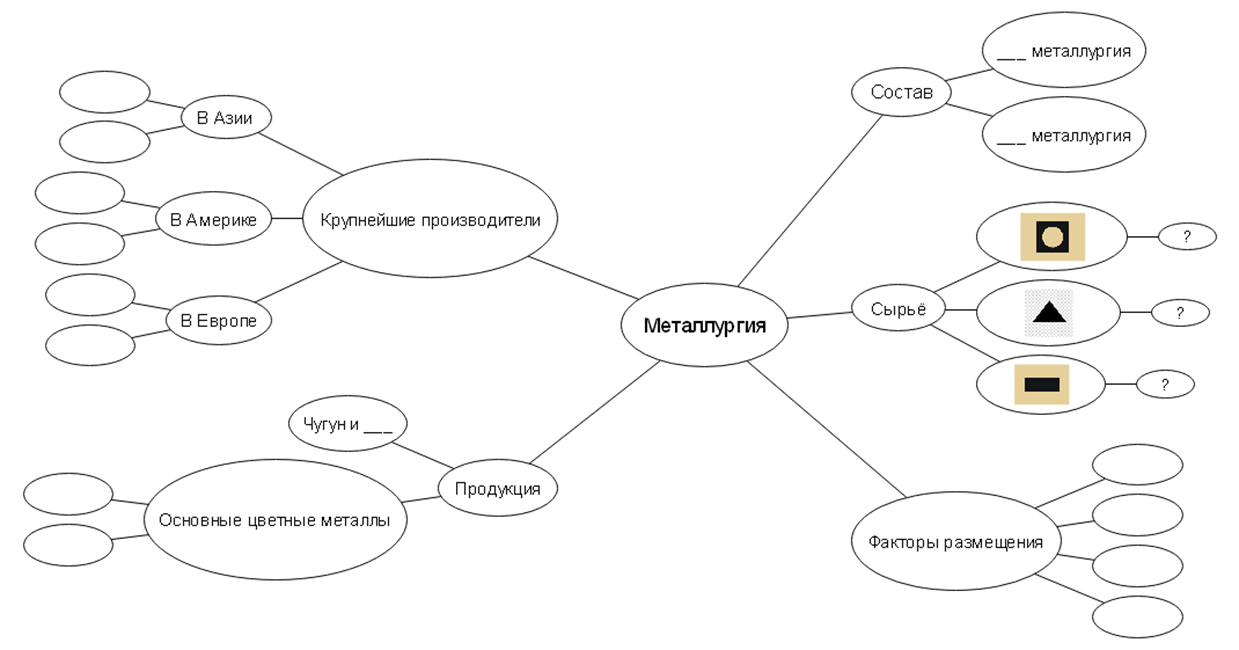 ___ металлургия
Состав
___ металлургия
В Азии
В Америке
В Европе
Крупнейшие производители
Металлургия
Сырьё
?
?
?
Чугун и ___
Продукция
Основные цветные металлы
Факторы размещения